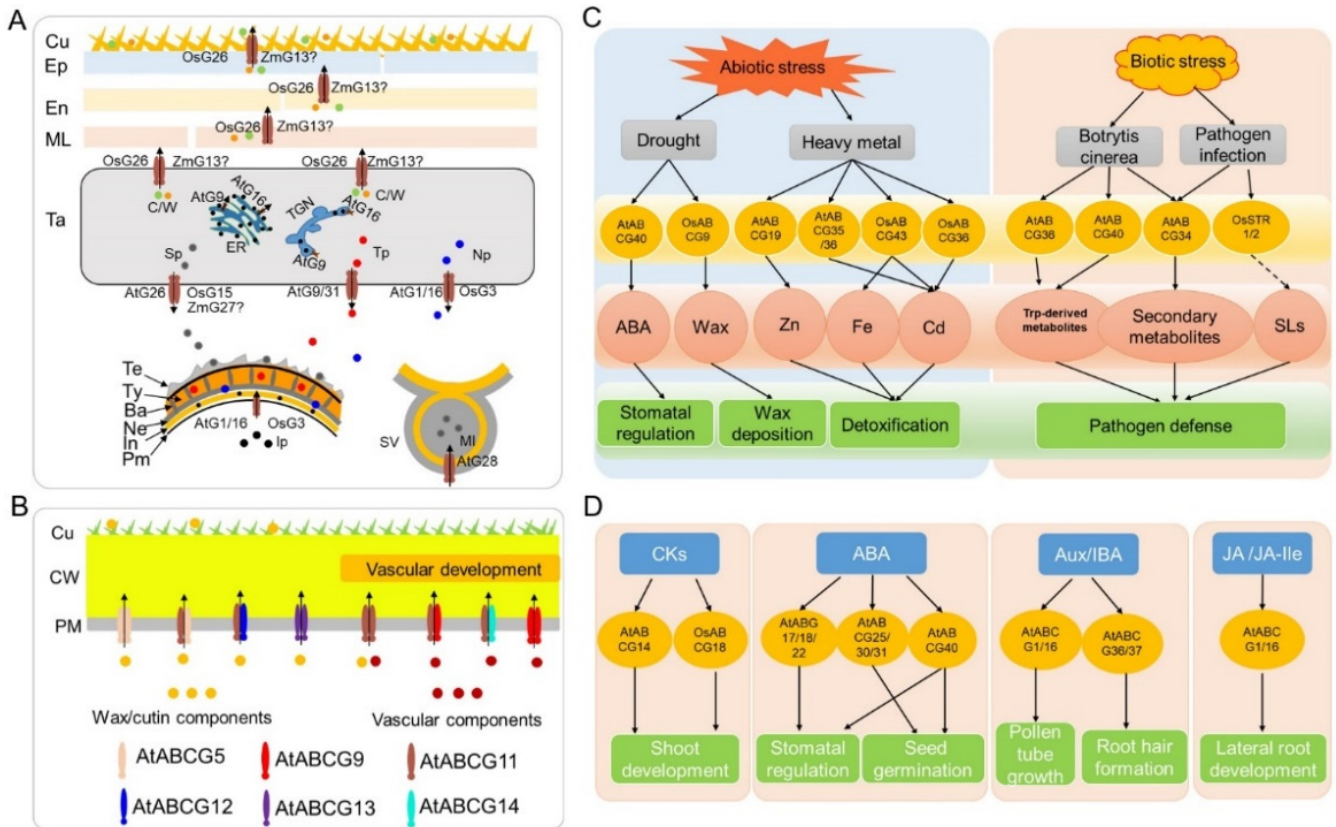 A
Cu
OsG26
ZmG13?
Ep
En
OsG26
ZmG13?
ML
OsG26
ZmG13?
OsG26
ZmG13?
OsG26
ZmG13?
Ta
C/W
AtG9
AtG16
ER
TGN
AtG9
AtG16
C/W
Sp
Tp
Np
AtG26
OsG15
ZmG27?
AtG9/31
AtG1/16
OsG3
Te
Ty
Ba
Ne
In
Pm
AtG1/16
OsG3
Ip
SV
MI
AtG28
B
Cu
CW
PM
Vascular development
Wax/cutin components
Vascular components
AtABCG5
AtABCG9
AtABCG11
AtABCG12
AtABCG13
AtABCG14
C
Abiotic stress
Biotic stress
Drought
Heavy metal
Botrytis
cinerea
Pathogen
infection
AtAB
CG40
OsAB
CG9
AtAB
CG19
AtAB
CG35
/36
OsAB
CG43
OsAB
CG36
AtAB
CG36
AtAB
CG40
AtAB
CG34
OsSTR
1/2
ABA
Wax
Zn
Fe
Cd
Trp-derived
metabolites
Secondary
metabolites
SLs
Stomatal
regulation
Wax
deposition
Detoxification
Pathogen defense
D
CKs
ABA
Aux/IBA
JA /JA-Ile
AtAB
CG14
OsAB
CG18
AtABG
17/18/
22
AtAB
CG25/
30/31
AtAB
CG40
AtABC
G1/16
AtABC
G36/37
AtABC
G1/16
Shoot
development
Stomatal
regulation
Seed
germination
Pollen
tube
growth
Root hair
formation
Lateral root
development